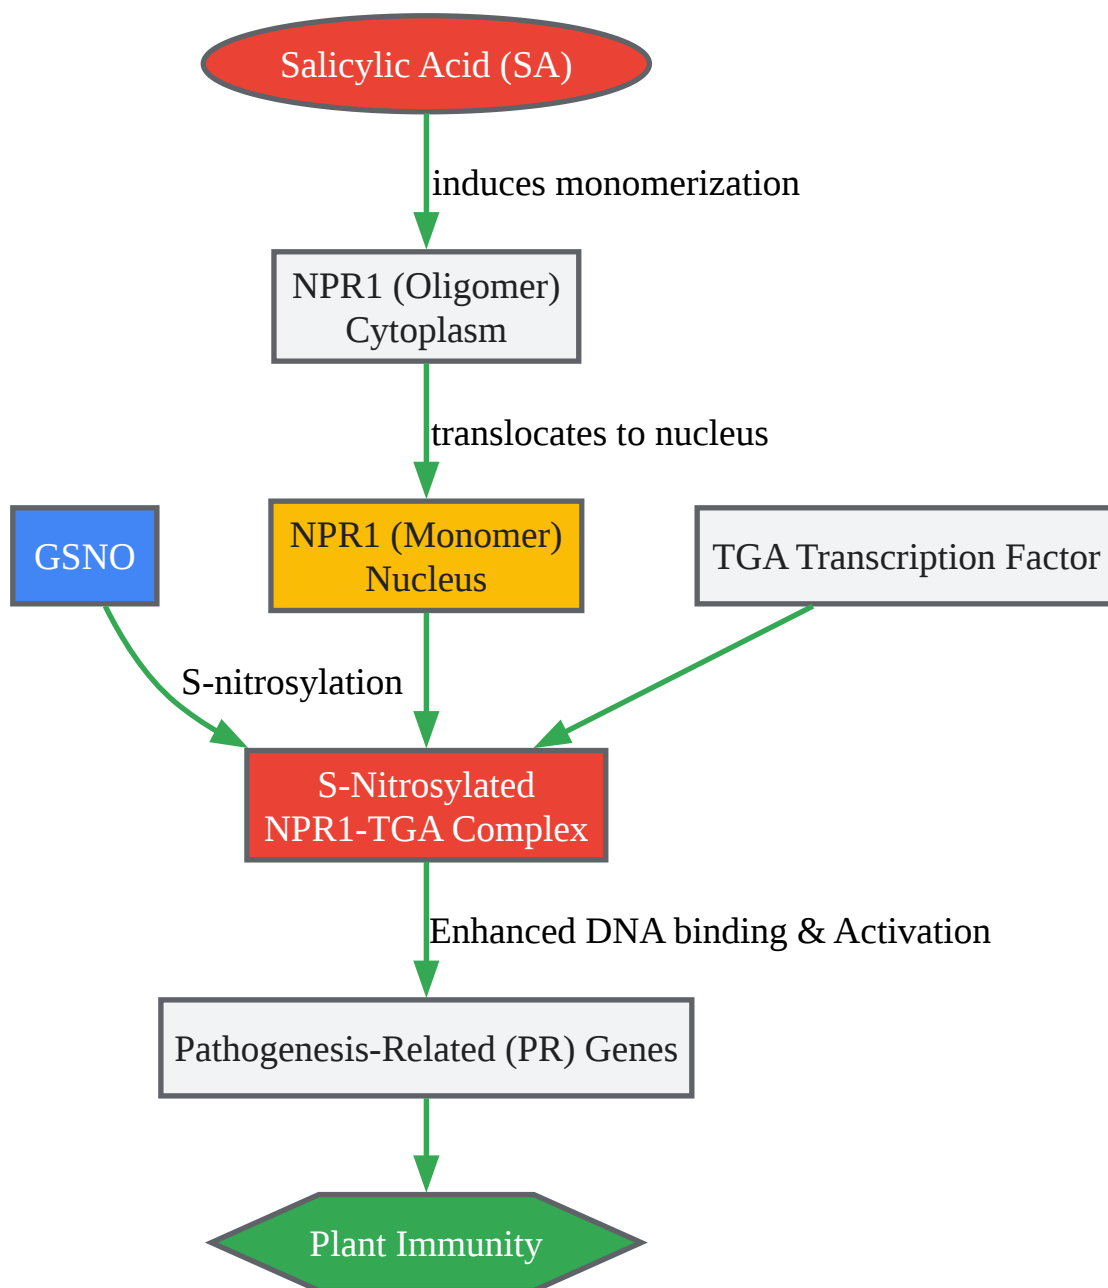 Salicylic Acid (SA)
induces monomerization
NPR1 (Oligomer)
Cytoplasm
translocates to nucleus
GSNO
NPR1 (Monomer)
Nucleus
TGA Transcription Factor
S-nitrosylation
S-Nitrosylated
NPR1-TGA Complex
Enhanced DNA binding & Activation
Pathogenesis-Related (PR) Genes
Plant Immunity